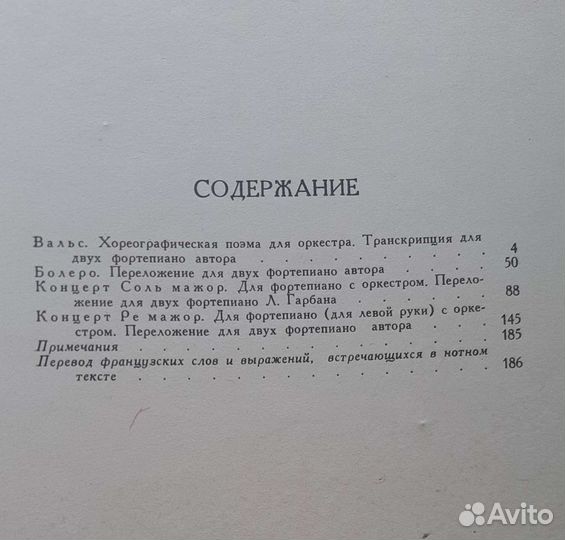 СОДЕРЖАНИЕ
Вальс. Хореографическая поэма для оркестра. Транскрипция для
двух фортепиано автора . . . . . . . . . . 4
Болеро. Переложение для двух фортепиано автора . . . . . 50
Концерт Соль мажор. Для фортепиано с оркестром. Перело-
жение для двух фортепиано Л. Гарбана . . . . . . 88
Концерт Ре мажор. Для фортепиано (для левой руки) с орке-
стром. Переложение для двух фортепиано автора . . . . 145
Примечания . . . . . . . . . . . . . . . 185
Перевод французских слов и выражений, встречающихся в нотном
тексте . . . . . . . . . . . . . . . 186
Avito